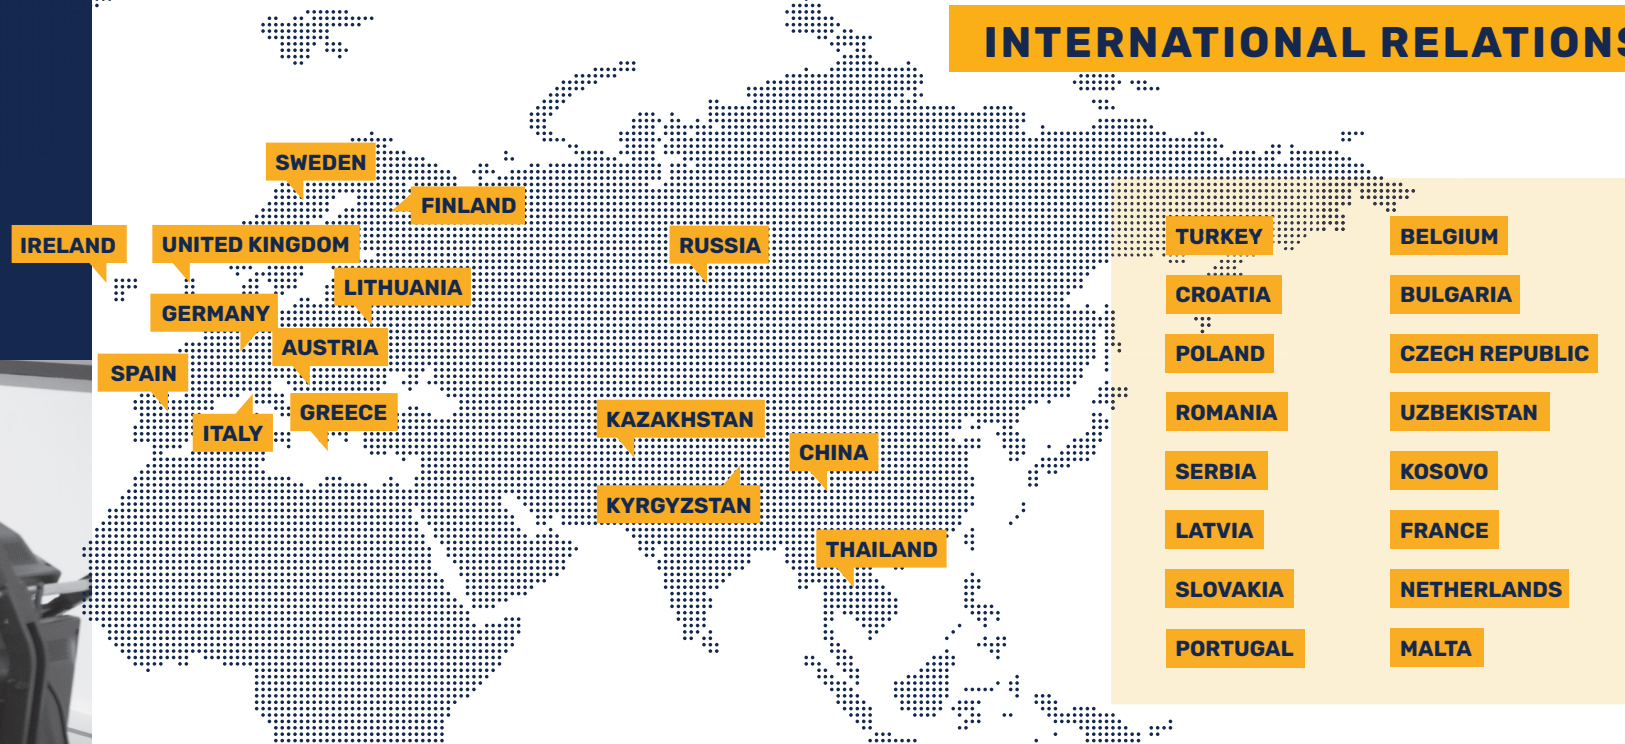 INTERNATIONAL RELATIONS
SWEDEN
FINLAND
IRELAND
UNITED KINGDOM
RUSSIA
LITHUANIA
GERMANY
AUSTRIA
SPAIN
GREECE
ITALY
KAZAKHSTAN
CHINA
KYRGYZSTAN
THAILAND
TURKEY
CROATIA
POLAND
ROMANIA
SERBIA
LATVIA
SLOVAKIA
PORTUGAL
BELGIUM
BULGARIA
CZECH REPUBLIC
UZBEKISTAN
KOSOVO
FRANCE
NETHERLANDS
MALTA